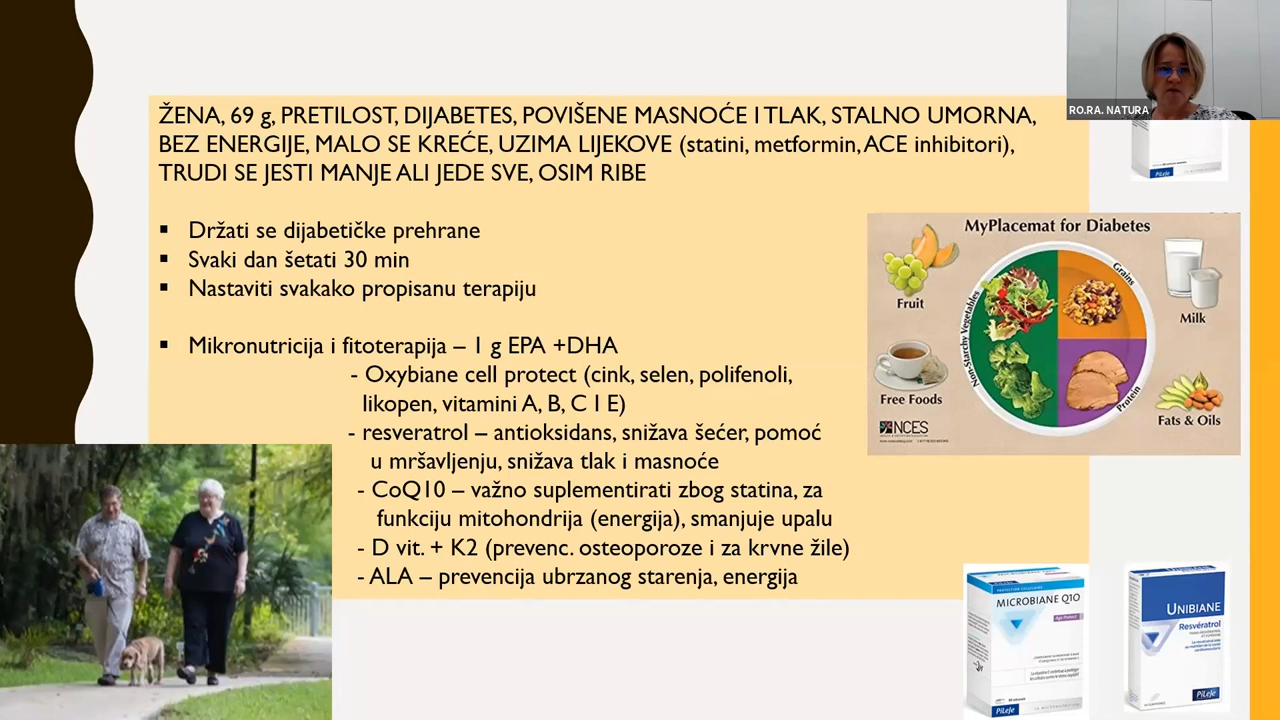 ŽENA, 69 g, PRETILOST, DIJABETES, POVIŠENE MASNOĆE I TLAK, STALNO UMORNA,
BEZ ENERGIJE, MALO SE KREĆE, UZIMA LIJEKOVE (statini, metformin, ACE inhibitori),
TRUDI SE JESTI MANJE ALI JEDE SVE, OSIM RIBE
▪ Držati se dijabetičke prehrane
▪ Svaki dan šetati 30 min
▪ Nastaviti svakako propisanu terapiju
▪ Mikronutricija i fitoterapija – 1 g EPA +DHA
- Oxybiane cell protect (cink, selen, polifenoli,
likopen, vitamini A, B, C I E)
- resveratrol – antioksidans, snižava šećer, pomoć
u mršavljenju, snižava tlak i masnoće
- CoQ10 – važno suplementirati zbog statina, za
funkciju mitohondrija (energija), smanjuje upalu
- D vit. + K2 (prevenc. osteoporoze i za krvne žile)
- ALA – prevencija ubrzanog starenja, energija
RO.RA. NATURA
PiLeJe
MyPlacemat for Diabetes
Fruit
Non-Starchy Vegetables
Grains
Milk
Free Foods
Protein
Fats & Oils
NCES
MICROBIANE Q10
Age Protect
PiLeJe
UNIBIANE
Resvératrol
PiLeJe